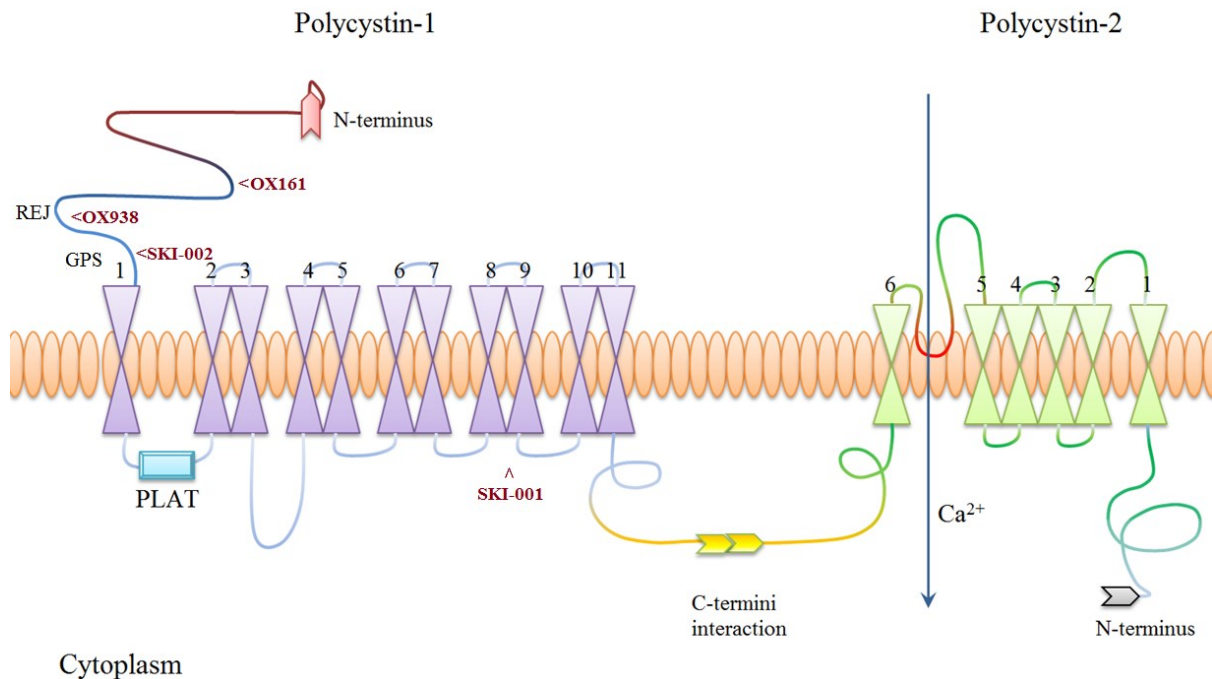 Polycystin-1
Polycystin-2
N-terminus
<OX161
REJ
<OX938
GPS
<SKI-002
1
2
3
4
5
6
7
8
9
10
11
6
5
4
3
2
1
PLAT
^
SKI-001
Ca²⁺
C-termini
interaction
N-terminus
Cytoplasm